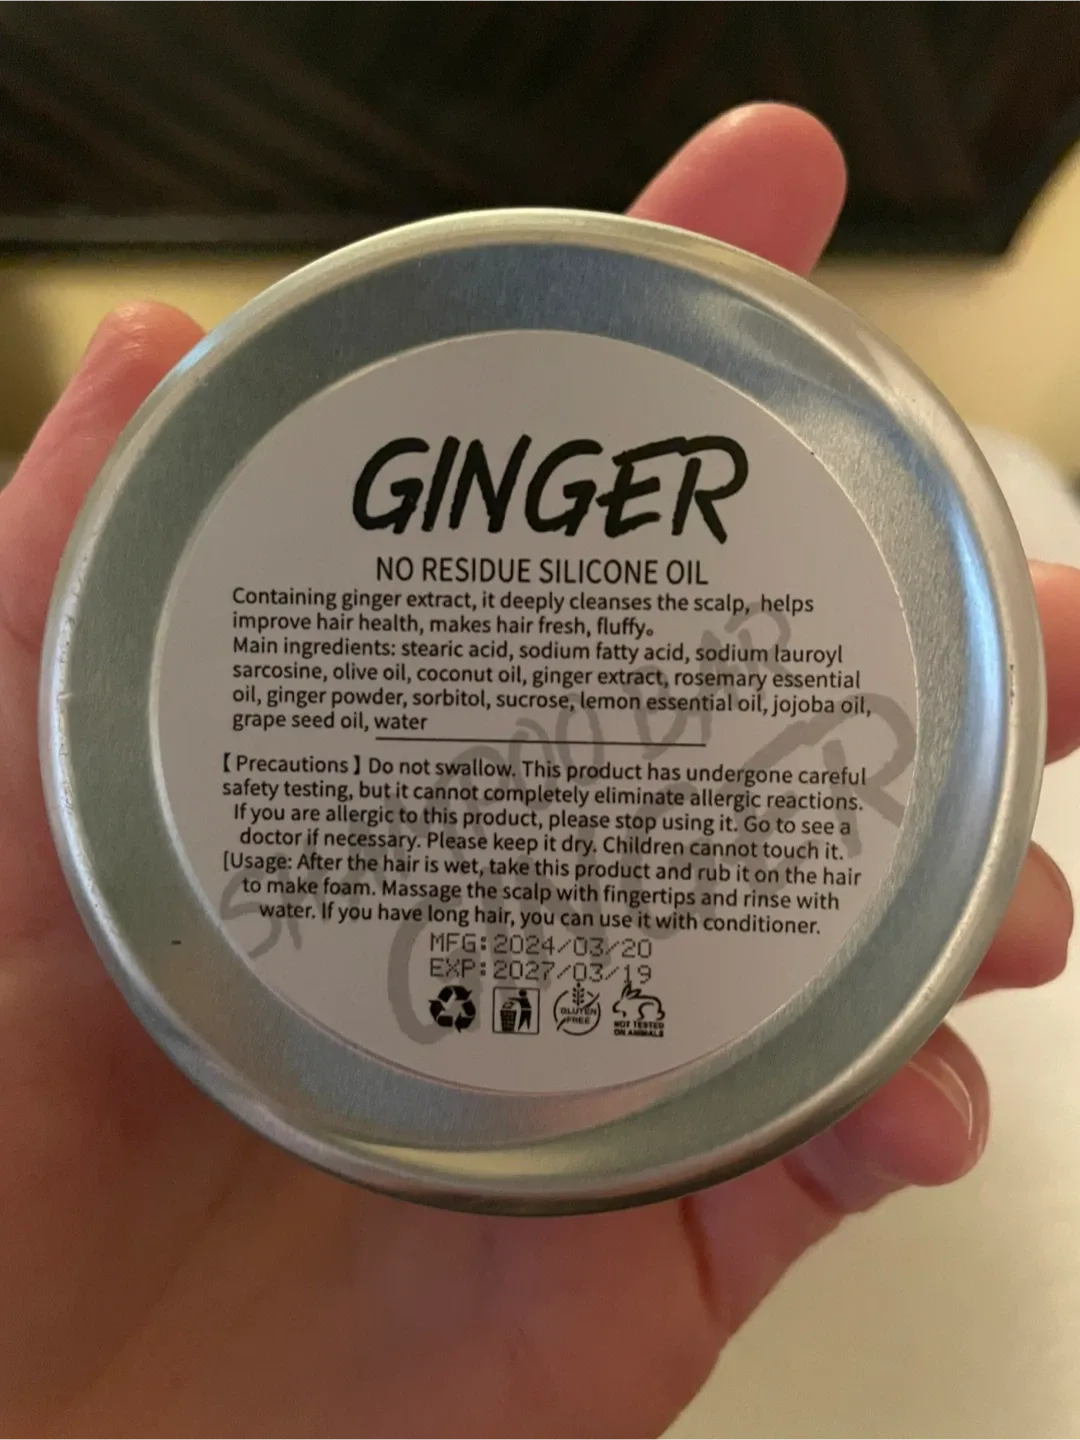 GINGER
NO RESIDUE SILICONE OIL
Containing ginger extract, it deeply cleanses the scalp, helps
improve hair health, makes hair fresh, fluffy。
Main ingredients: stearic acid, sodium fatty acid, sodium lauroyl
sarcosine, olive oil, coconut oil, ginger extract, rosemary essential
oil, ginger powder, sorbitol, sucrose, lemon essential oil, jojoba oil,
grape seed oil, water
【Precautions】Do not swallow. This product has undergone careful
safety testing, but it cannot completely eliminate allergic reactions.
If you are allergic to this product, please stop using it. Go to see a
doctor if necessary. Please keep it dry. Children cannot touch it.
[Usage: After the hair is wet, take this product and rub it on the hair
to make foam. Massage the scalp with fingertips and rinse with
water. If you have long hair, you can use it with conditioner.
MFG:2024/03/20
EXP:2027/03/19
GLUTEN
FREE
NOT TESTED
ON ANIMALS
SHAMPOO BAR
GINGER